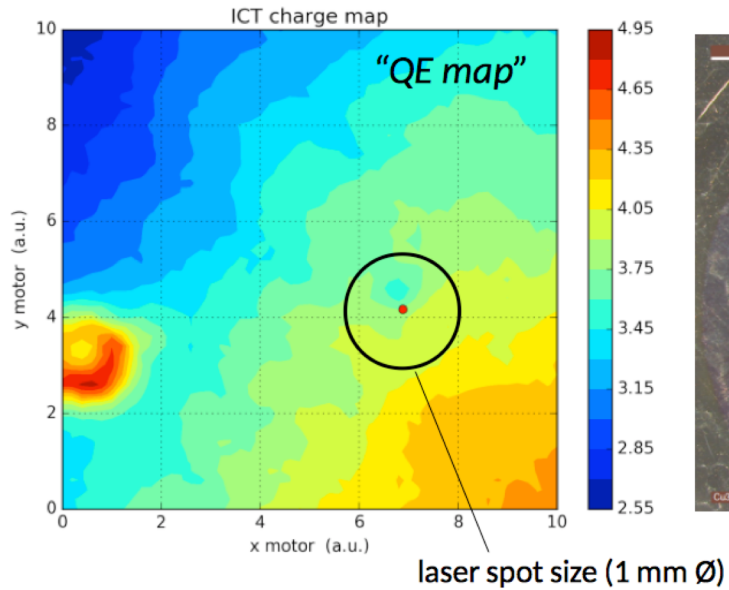 ICT charge map
“QE map”
10
8
6
4
2
0
y motor (a.u.)
0 2 4 6 8 10
x motor (a.u.)
4.95
4.65
4.35
4.05
3.75
3.45
3.15
2.85
2.55
laser spot size (1 mm Ø)